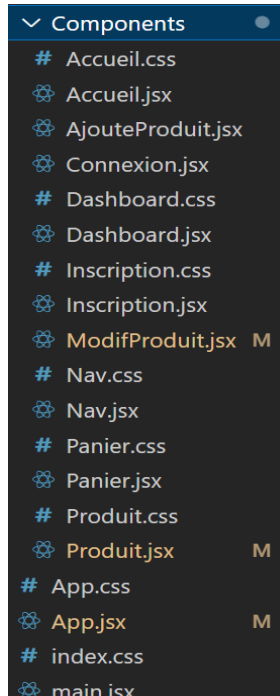 Components
# Accueil.css
Accueil.jsx
AjouteProduit.jsx
Connexion.jsx
# Dashboard.css
Dashboard.jsx
# Inscription.css
Inscription.jsx
ModifProduit.jsx M
# Nav.css
Nav.jsx
# Panier.css
Panier.jsx
# Produit.css
Produit.jsx M
# App.css
App.jsx M
# index.css
main.jsx